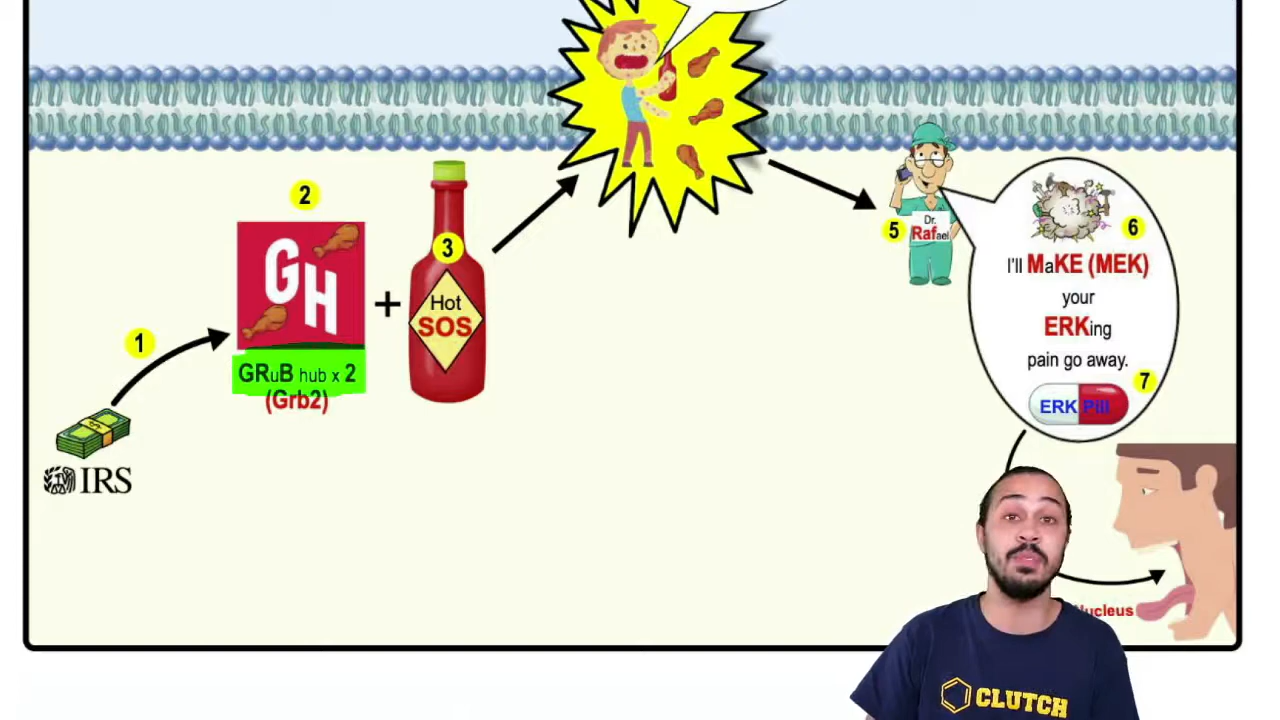 1
IRS
2
GH
GRuB hub x 2
(Grb2)
+
3
Hot
SOS
5
Dr.
Rafael
6
I'll MaKE (MEK)
your
ERKing
pain go away.
7
ERK Pill
Nucleus
CLUTCH